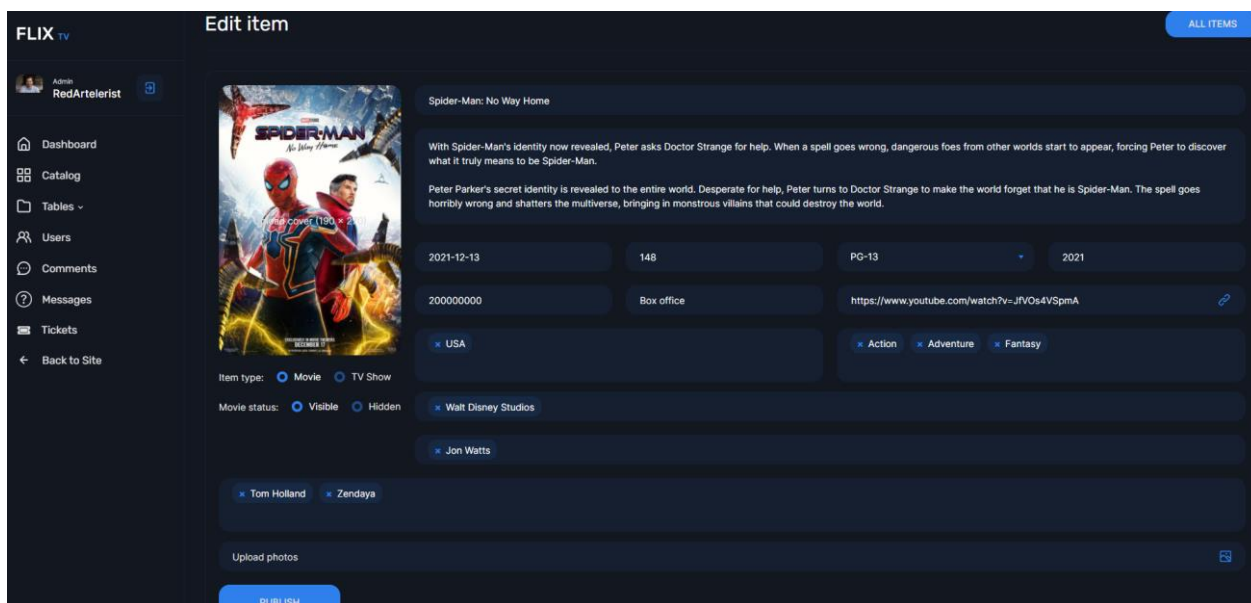 FLIX TV
Edit item
ALL ITEMS
Admin
RedArtelerist
Dashboard
Catalog
Tables
Users
Comments
Messages
Tickets
Back to Site
SPIDER-MAN
No Way Home
cover (190 ×
DECEMBER 17
Item type: Movie TV Show
Movie status: Visible Hidden
Spider-Man: No Way Home
With Spider-Man's identity now revealed, Peter asks Doctor Strange for help. When a spell goes wrong, dangerous foes from other worlds start to appear, forcing Peter to discover
what it truly means to be Spider-Man.
Peter Parker's secret identity is revealed to the entire world. Desperate for help, Peter turns to Doctor Strange to make the world forget that he is Spider-Man. The spell goes
horribly wrong and shatters the multiverse, bringing in monstrous villains that could destroy the world.
2021-12-13 148 PG-13 2021
200000000 Box office https://www.youtube.com/watch?v=JfVOs4VSpmA
× USA × Action × Adventure × Fantasy
× Walt Disney Studios
× Jon Watts
× Tom Holland × Zendaya
Upload photos
PUBLISH